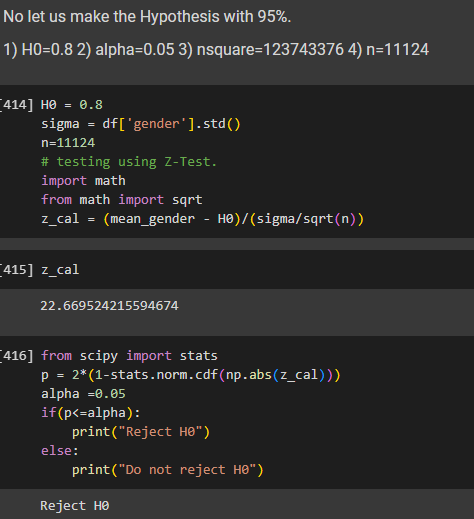 No let us make the Hypothesis with 95%.
1) H0=0.8 2) alpha=0.05 3) nsquare=123743376 4) n=11124
[414] H0 = 0.8
sigma = df['gender'].std()
n=11124
# testing using Z-Test.
import math
from math import sqrt
z_cal = (mean_gender - H0)/(sigma/sqrt(n))
[415] z_cal
22.669524215594674
[416] from scipy import stats
p = 2*(1-stats.norm.cdf(np.abs(z_cal)))
alpha =0.05
if(p<=alpha):
    print("Reject H0")
else:
    print("Do not reject H0")
Reject H0